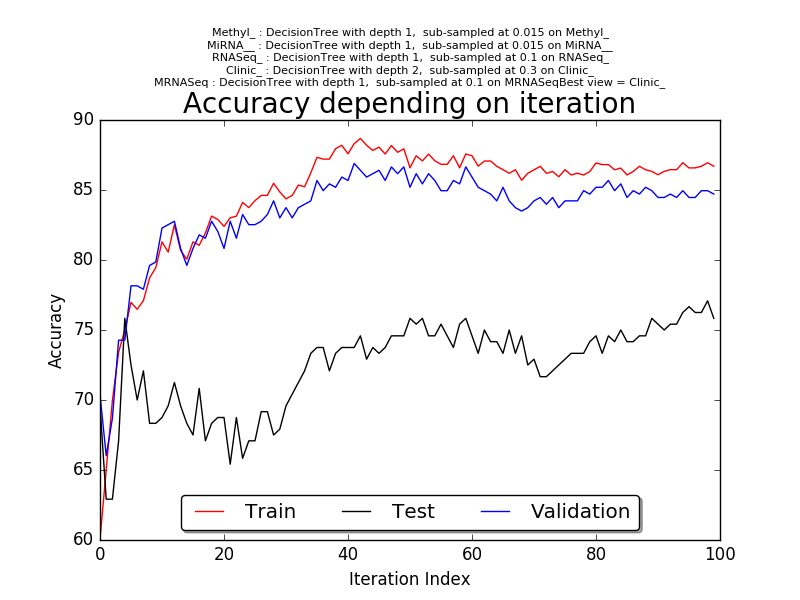 Methyl_ : DecisionTree with depth 1,  sub-sampled at 0.015 on Methyl_
MiRNA__ : DecisionTree with depth 1,  sub-sampled at 0.015 on MiRNA__
RNASeq_ : DecisionTree with depth 1,  sub-sampled at 0.1 on RNASeq_
Clinic_ : DecisionTree with depth 2,  sub-sampled at 0.3 on Clinic_
MRNASeq : DecisionTree with depth 1,  sub-sampled at 0.1 on MRNASeqBest view = Clinic_
Accuracy depending on iteration
90
85
80
75
70
65
60
Accuracy
Train Test Validation
0 20 40 60 80 100
Iteration Index